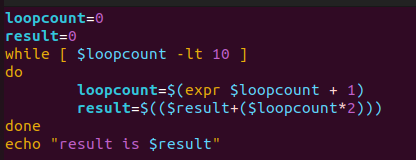 loopcount=0
result=0
while [ $loopcount -lt 10 ]
do
        loopcount=$(expr $loopcount + 1)
        result=$(($result+($loopcount*2)))
done
echo "result is $result"